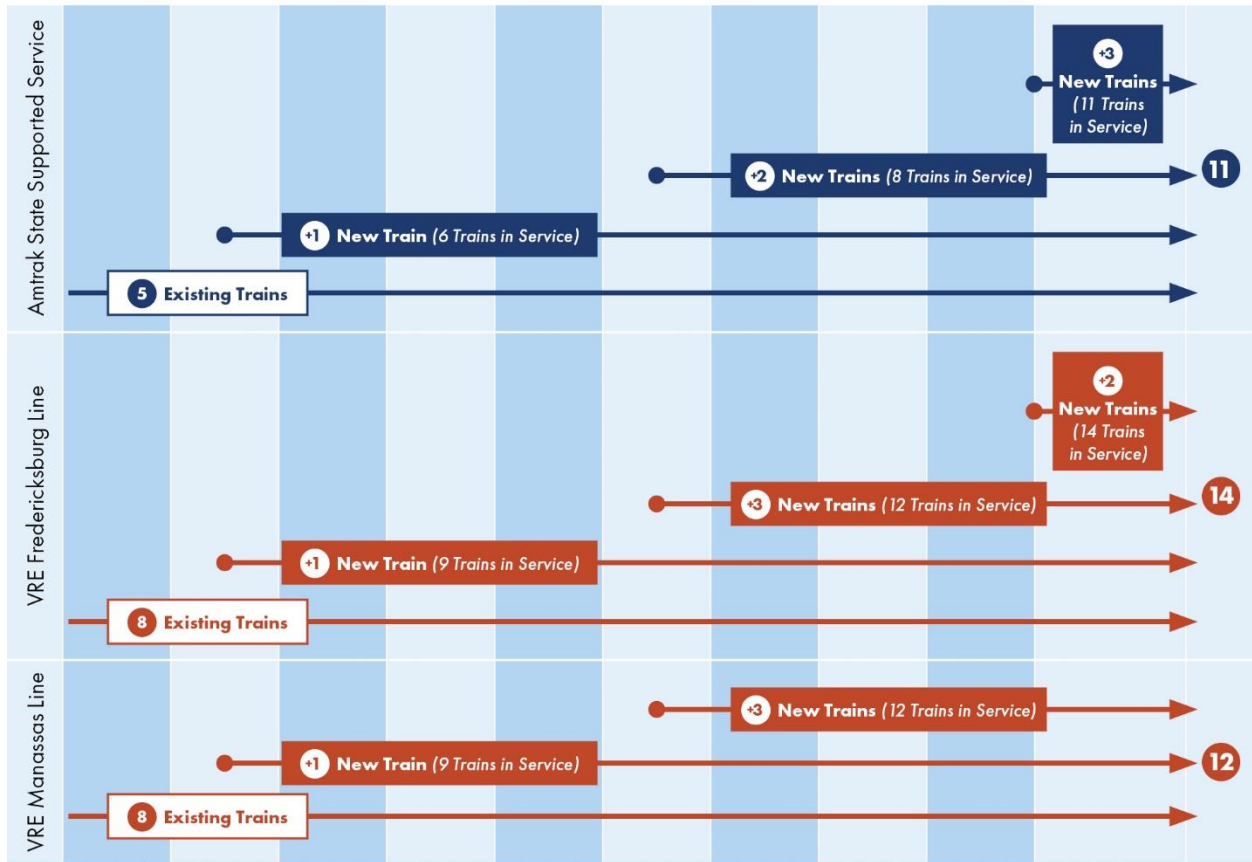 Amtrak State Supported Service
+3
New Trains
(11 Trains
in Service)
+2 New Trains (8 Trains in Service)
11
+1 New Train (6 Trains in Service)
5 Existing Trains
VRE Fredericksburg Line
+2
New Trains
(14 Trains
in Service)
+3 New Trains (12 Trains in Service)
14
+1 New Train (9 Trains in Service)
8 Existing Trains
VRE Manassas Line
+3 New Trains (12 Trains in Service)
+1 New Train (9 Trains in Service)
12
8 Existing Trains